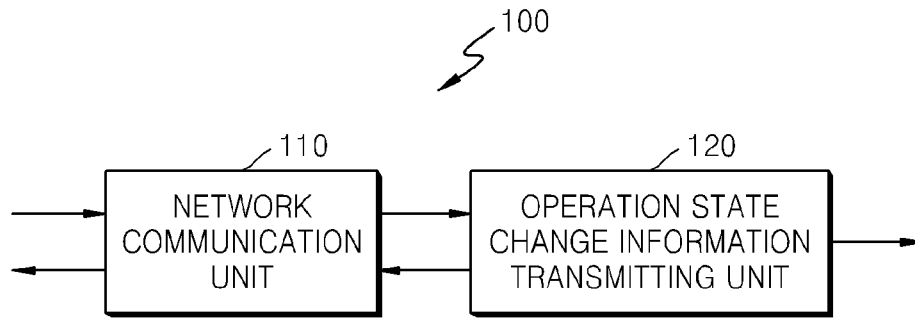 100
110
120
NETWORK
COMMUNICATION
UNIT
OPERATION STATE
CHANGE INFORMATION
TRANSMITTING UNIT